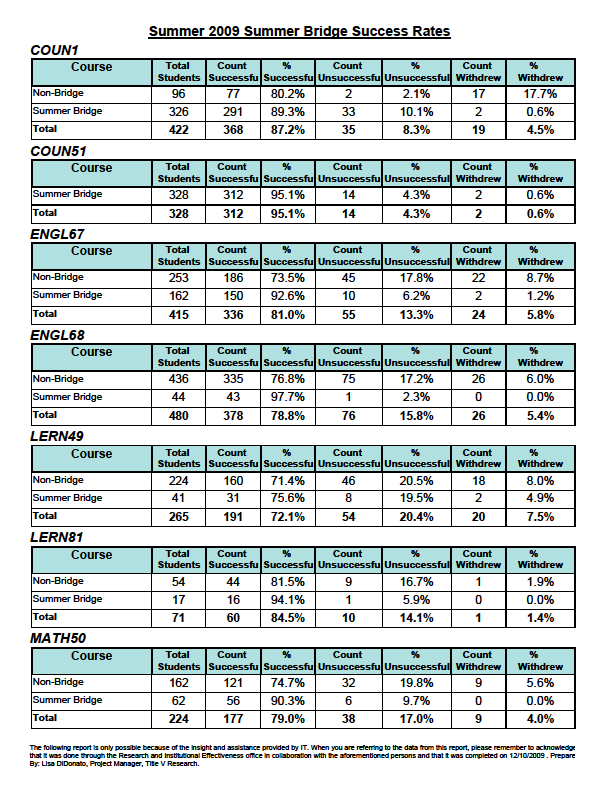 Summer 2009 Summer Bridge Success Rates
COUN1
Course Total Students Count Successfu % Successfu Count Unsuccessfu % Unsuccessful Count Withdrew % Withdrew
Non-Bridge 96 77 80.2% 2 2.1% 17 17.7%
Summer Bridge 326 291 89.3% 33 10.1% 2 0.6%
Total 422 368 87.2% 35 8.3% 19 4.5%
COUN51
Course Total Students Count Successfu % Successfu Count Unsuccessfu % Unsuccessful Count Withdrew % Withdrew
Summer Bridge 328 312 95.1% 14 4.3% 2 0.6%
Total 328 312 95.1% 14 4.3% 2 0.6%
ENGL67
Course Total Students Count Successfu % Successfu Count Unsuccessfu % Unsuccessful Count Withdrew % Withdrew
Non-Bridge 253 186 73.5% 45 17.8% 22 8.7%
Summer Bridge 162 150 92.6% 10 6.2% 2 1.2%
Total 415 336 81.0% 55 13.3% 24 5.8%
ENGL68
Course Total Students Count Successfu % Successfu Count Unsuccessfu % Unsuccessful Count Withdrew % Withdrew
Non-Bridge 436 335 76.8% 75 17.2% 26 6.0%
Summer Bridge 44 43 97.7% 1 2.3% 0 0.0%
Total 480 378 78.8% 76 15.8% 26 5.4%
LERN49
Course Total Students Count Successfu % Successfu Count Unsuccessfu % Unsuccessful Count Withdrew % Withdrew
Non-Bridge 224 160 71.4% 46 20.5% 18 8.0%
Summer Bridge 41 31 75.6% 8 19.5% 2 4.9%
Total 265 191 72.1% 54 20.4% 20 7.5%
LERN81
Course Total Students Count Successfu % Successfu Count Unsuccessfu % Unsuccessful Count Withdrew % Withdrew
Non-Bridge 54 44 81.5% 9 16.7% 1 1.9%
Summer Bridge 17 16 94.1% 1 5.9% 0 0.0%
Total 71 60 84.5% 10 14.1% 1 1.4%
MATH50
Course Total Students Count Successfu % Successfu Count Unsuccessfu % Unsuccessful Count Withdrew % Withdrew
Non-Bridge 162 121 74.7% 32 19.8% 9 5.6%
Summer Bridge 62 56 90.3% 6 9.7% 0 0.0%
Total 224 177 79.0% 38 17.0% 9 4.0%
The following report is only possible because of the insight and assistance provided by IT. When you are referring to the data from this report, please remember to acknowledge
that it was done through the Research and Institutional Effectiveness office in collaboration with the aforementioned persons and that it was completed on 12/10/2009 . Prepare
By: Lisa DiDonato, Project Manager, Title V Research.